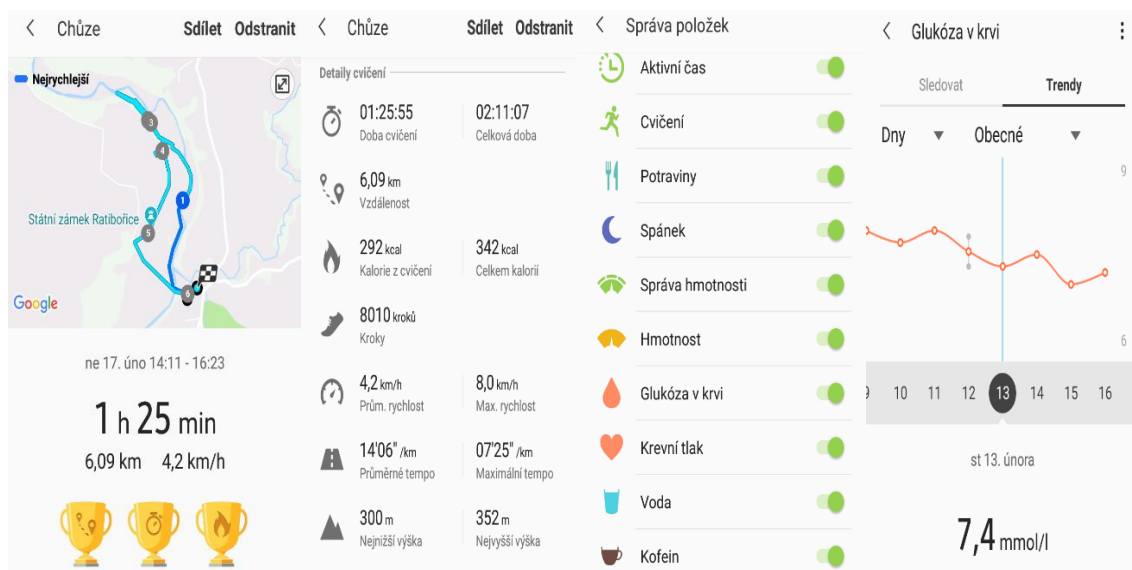 Chůze
Sdílet Odstranit
Nejrychlejší
3
4
1
Státní zámek Ratibořice
5
6
Google
ne 17. úno 14:11 - 16:23
1 h 25 min
6,09 km 4,2 km/h
Chůze
Sdílet Odstranit
Detaily cvičení
01:25:55 02:11:07
Doba cvičení Celková doba
6,09 km
Vzdálenost
292 kcal 342 kcal
Kalorie z cvičení Celkem kalorií
8010 kroků
Kroky
4,2 km/h 8,0 km/h
Prům. rychlost Max. rychlost
14'06" /km 07'25" /km
Průměrné tempo Maximální tempo
300 m 352 m
Nejnižší výška Nejvyšší výška
Správa položek
Aktivní čas
Cvičení
Potraviny
Spánek
Správa hmotnosti
Hmotnost
Glukóza v krvi
Krevní tlak
Voda
Kofein
Glukóza v krvi
Sledovat Trendy
Dny Obecné
9
6
10 11 12 13 14 15 16
st 13. února
7,4 mmol/l